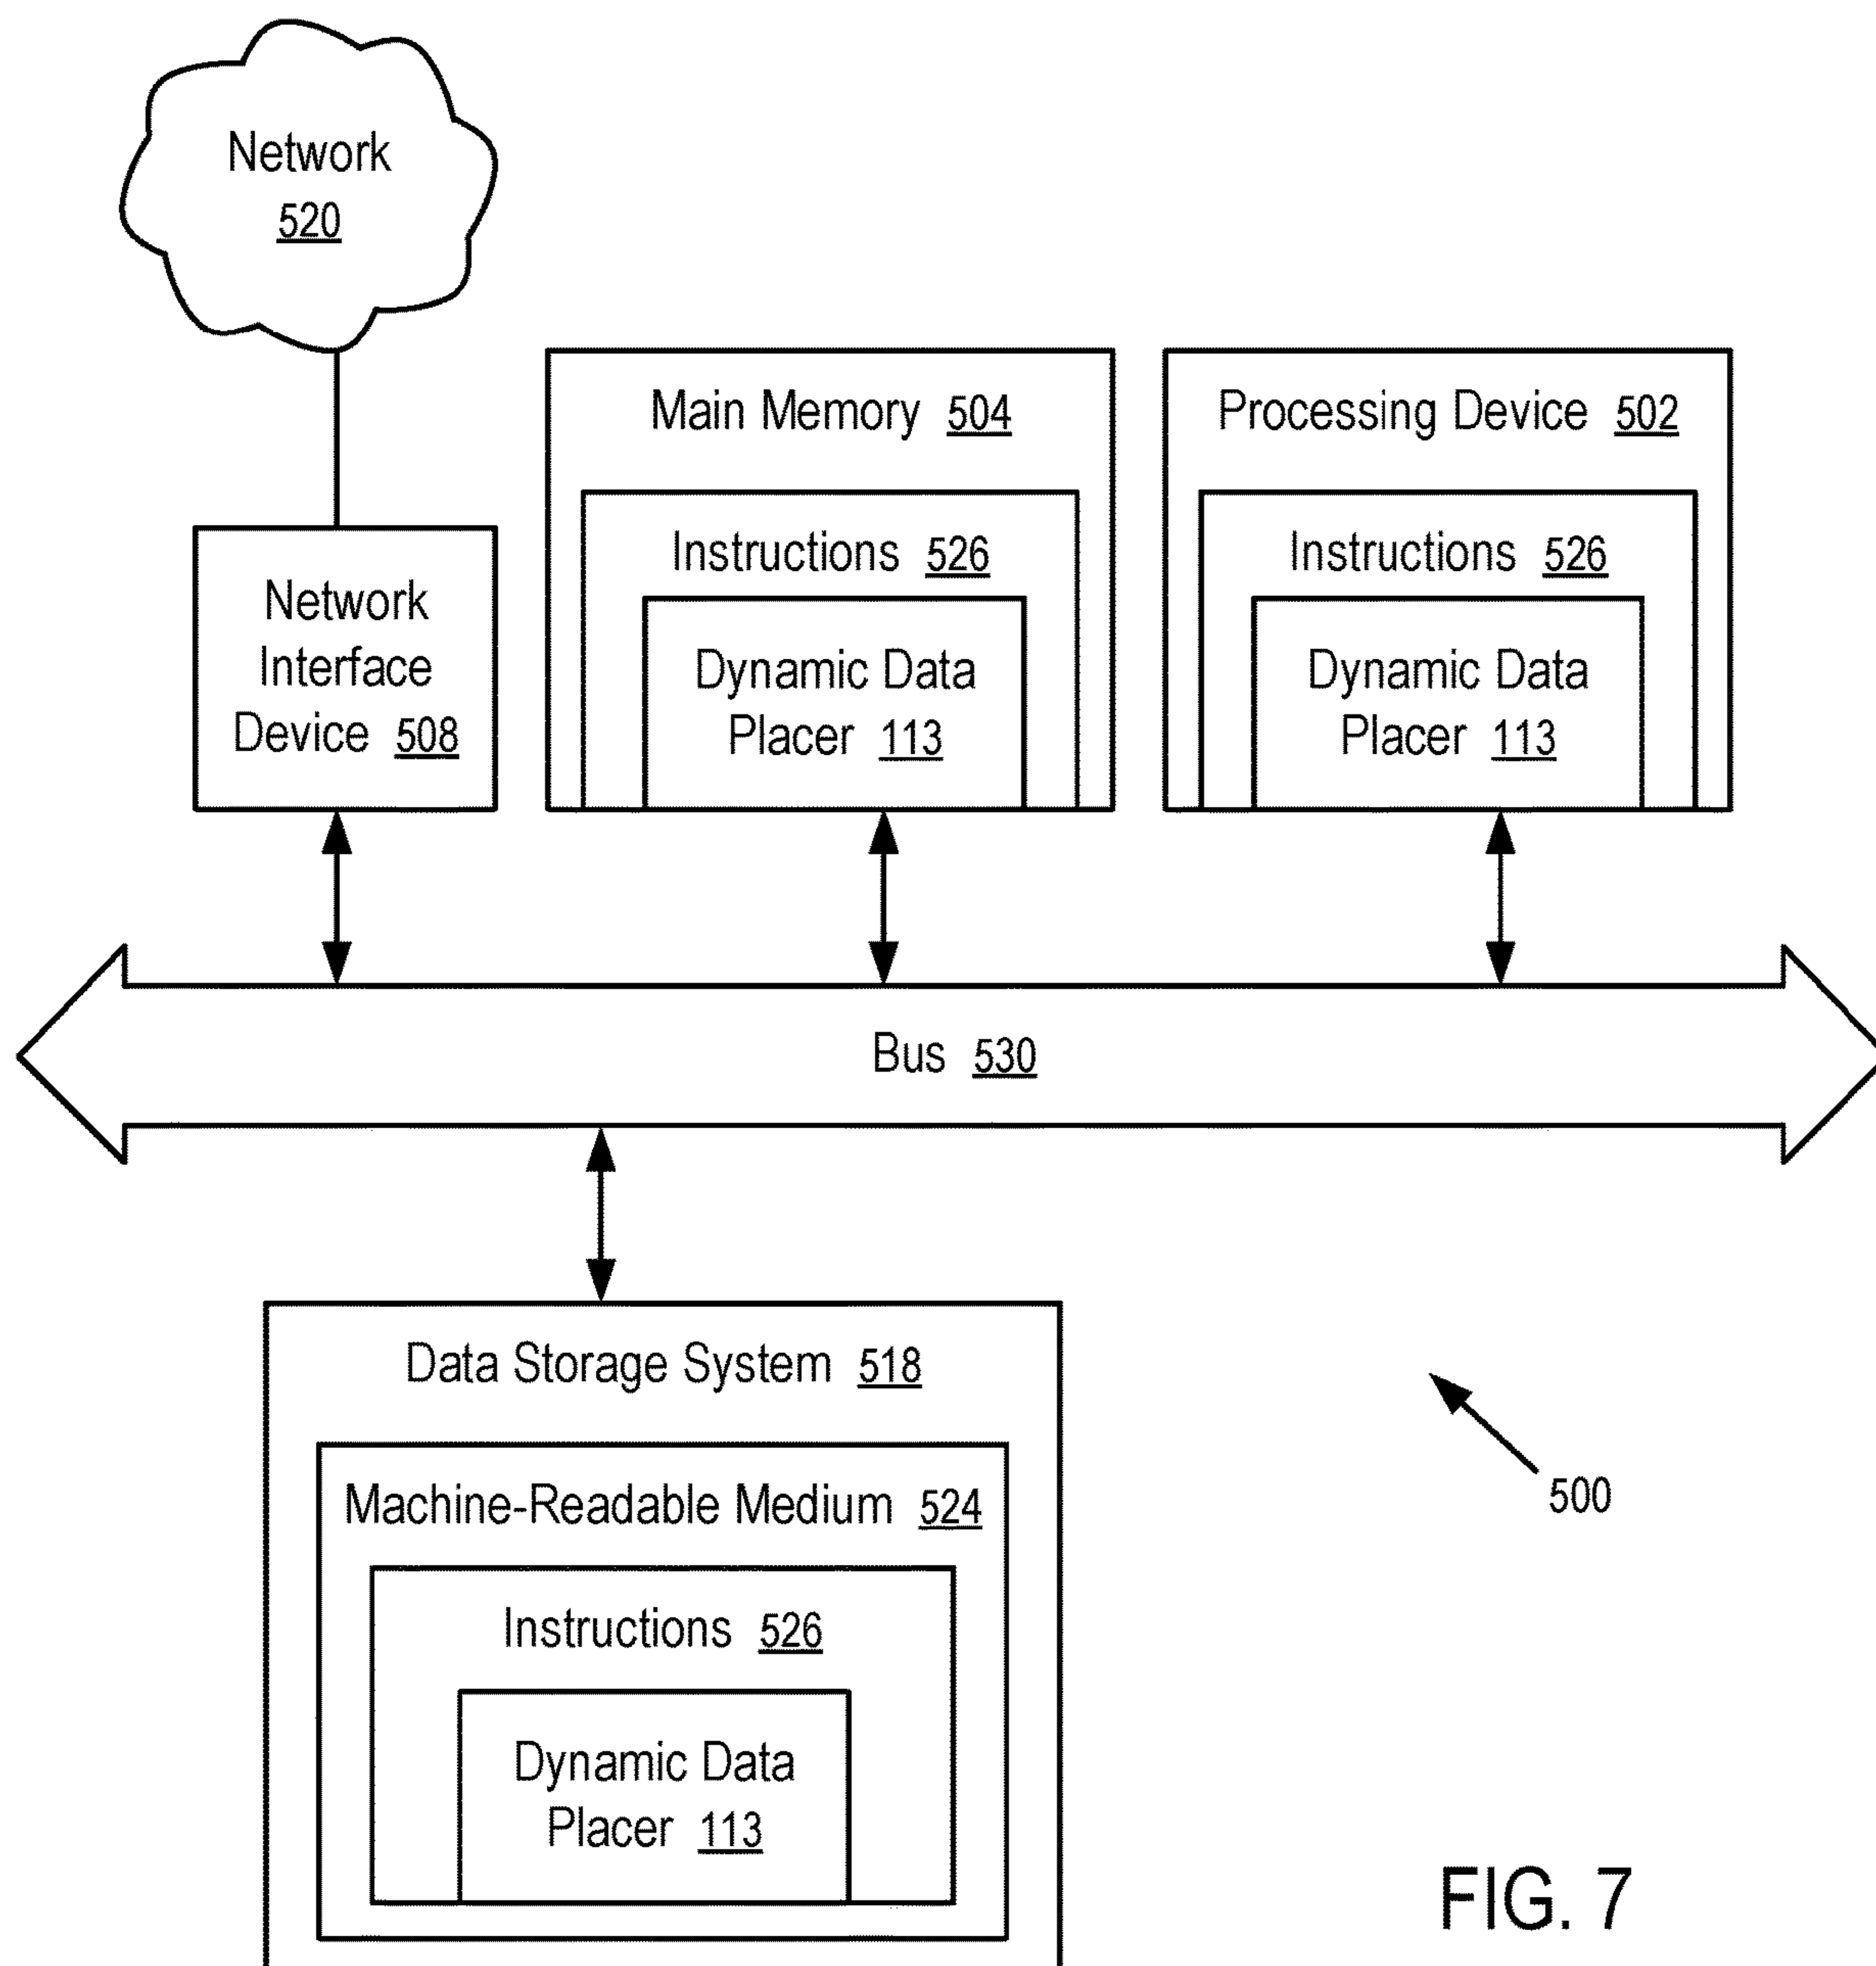 Network
520
Main Memory 504
Instructions 526
Dynamic Data
Placer 113
Processing Device 502
Instructions 526
Dynamic Data
Placer 113
Network
Interface
Device 508
Bus 530
Data Storage System 518
Machine-Readable Medium 524
Instructions 526
Dynamic Data
Placer 113
500
FIG. 7